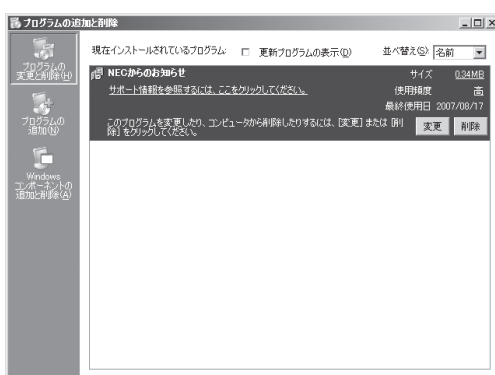 プログラムの追加と削除
プログラムの
変更と削除(H)
プログラムの
追加(N)
Windows
コンポーネントの
追加と削除(A)
現在インストールされているプログラム: 更新プログラムの表示(D) 並べ替え(S): 名前
NECからのお知らせ サイズ 0.34MB
サポート情報を参照するには、ここをクリックしてください。 使用頻度 高
最終使用日 2007/08/17
このプログラムを変更したり、コンピュータから削除したりするには、[変更] または [削
除] をクリックしてください。 変更 削除